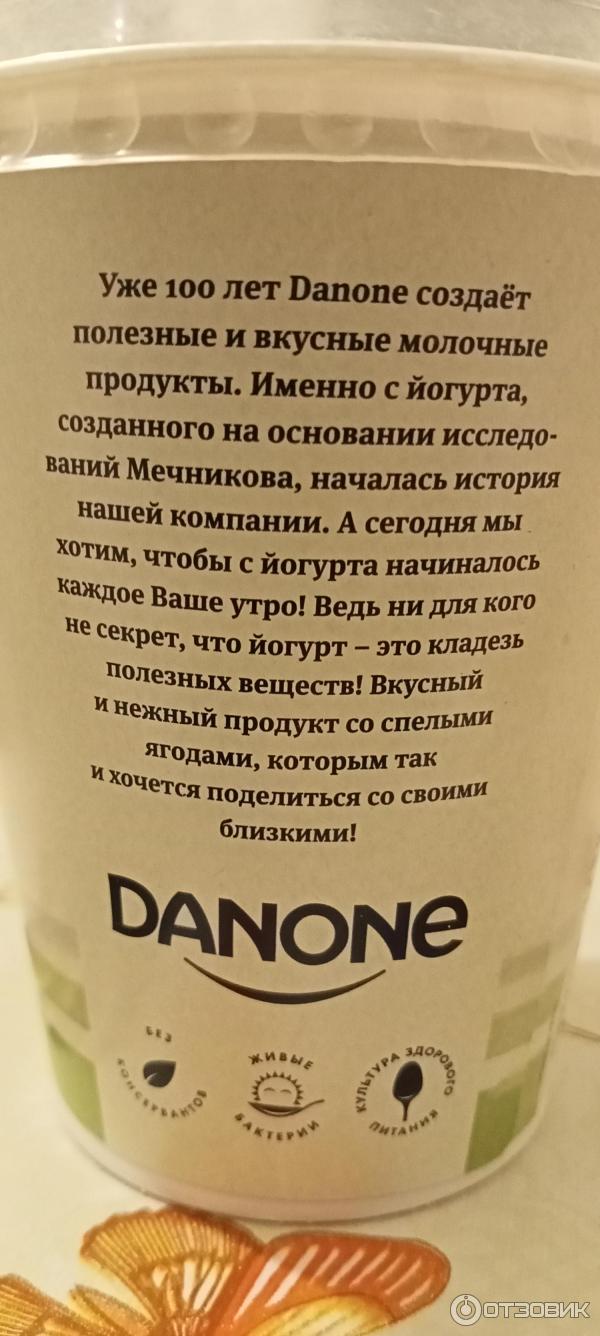 Уже 100 лет Danone создаёт
полезные и вкусные молочные
продукты. Именно с йогурта,
созданного на основании исследо-
ваний Мечникова, началась история
нашей компании. А сегодня мы
хотим, чтобы с йогурта начиналось
каждое Ваше утро! Ведь ни для кого
не секрет, что йогурт – это кладезь
полезных веществ! Вкусный
и нежный продукт со спелыми
ягодами, которым так
и хочется поделиться со своими
близкими!
DANONE
БЕЗ КОНСЕРВАНТОВ
ЖИВЫЕ БАКТЕРИИ
КУЛЬТУРА ЗДОРОВОГО ПИТАНИЯ
ОТЗОВИК